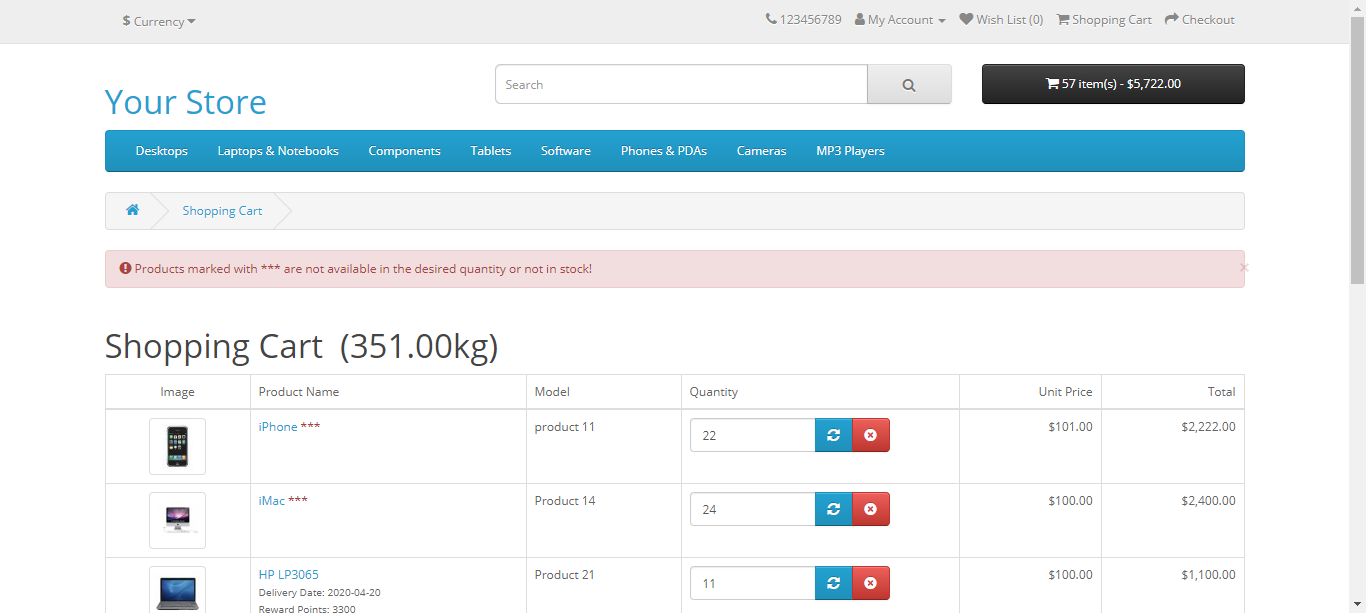 $ Currency
123456789 My Account Wish List (0) Shopping Cart Checkout
Your Store
Search
57 item(s) - $5,722.00
Desktops Laptops & Notebooks Components Tablets Software Phones & PDAs Cameras MP3 Players
Shopping Cart
Products marked with *** are not available in the desired quantity or not in stock!
×
Shopping Cart (351.00kg)
Image Product Name Model Quantity Unit Price Total
iPhone *** product 11 22 $101.00 $2,222.00
iMac *** Product 14 24 $100.00 $2,400.00
HP LP3065 Product 21 11 $100.00 $1,100.00
Delivery Date: 2020-04-20
Reward Points: 3300